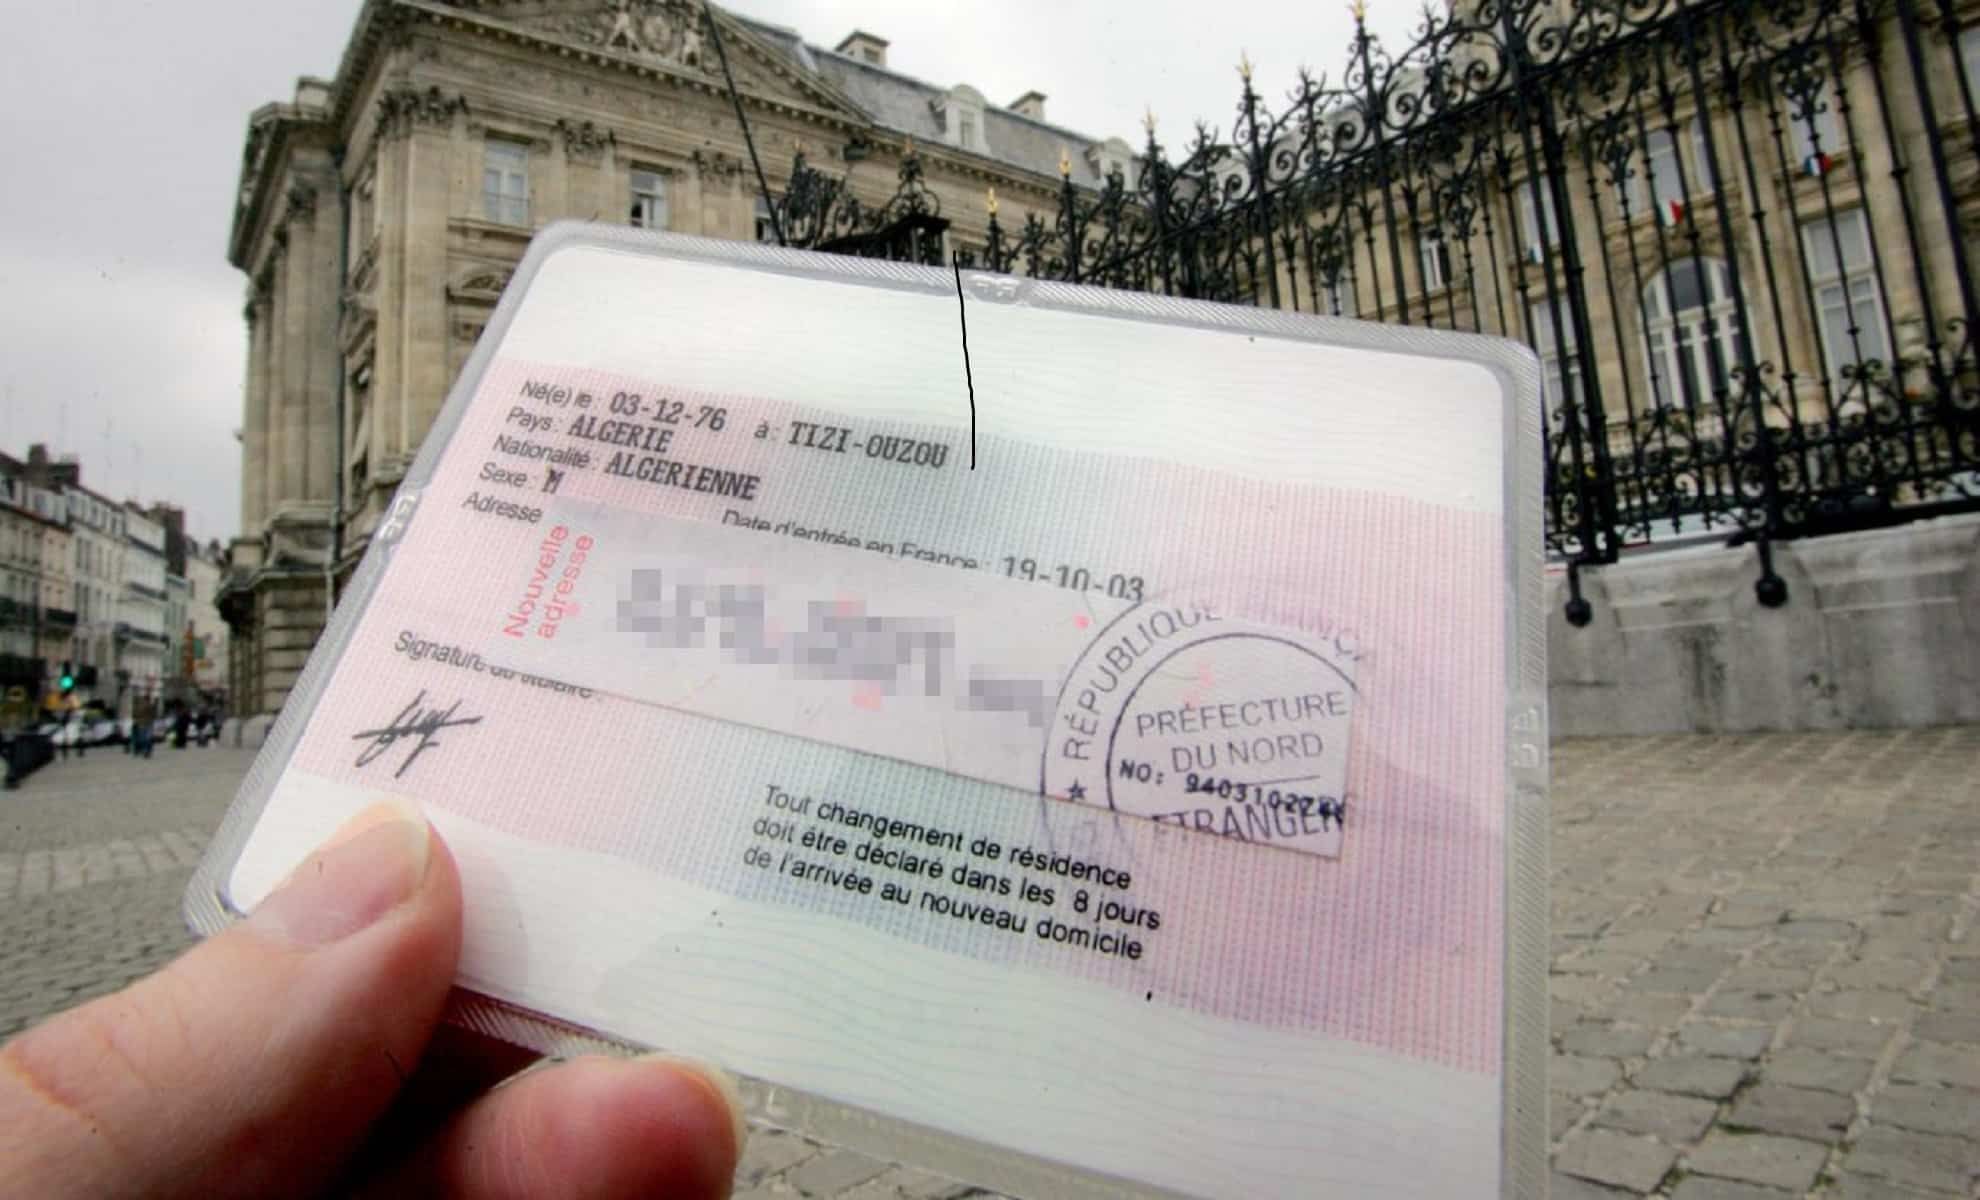 Né(e) le : 03-12-76 à : TIZI-OUZOU
Pays : ALGERIE
Nationalité : ALGERIENNE
Sexe : M
Adresse
Date d'entrée en France : 19-10-03
Nouvelle
adresse
Signature du titulaire
RÉPUBLIQUE FRANÇ
PRÉFECTURE
DU NORD
NO:
ETRANGER
Tout changement de résidence
doit être déclaré dans les 8 jours
de l'arrivée au nouveau domicile